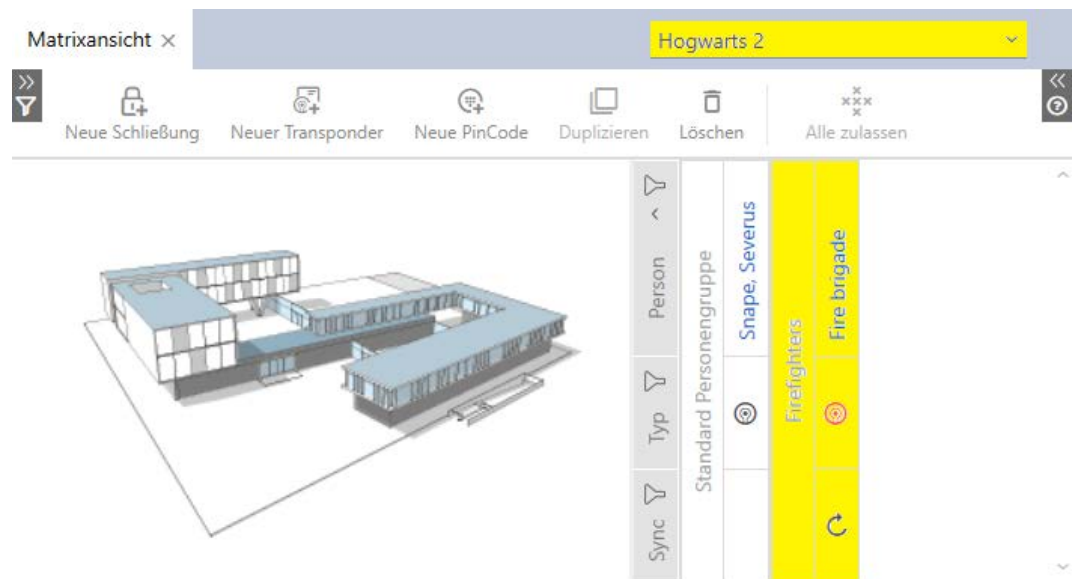 Matrixansicht
Hogwarts 2
Neue Schließung
Neuer Transponder
Neue PinCode
Duplizieren
Löschen
Alle zulassen
Person
Typ
Sync
Standard Personengruppe
Snape, Severus
Firefighters
Fire brigade